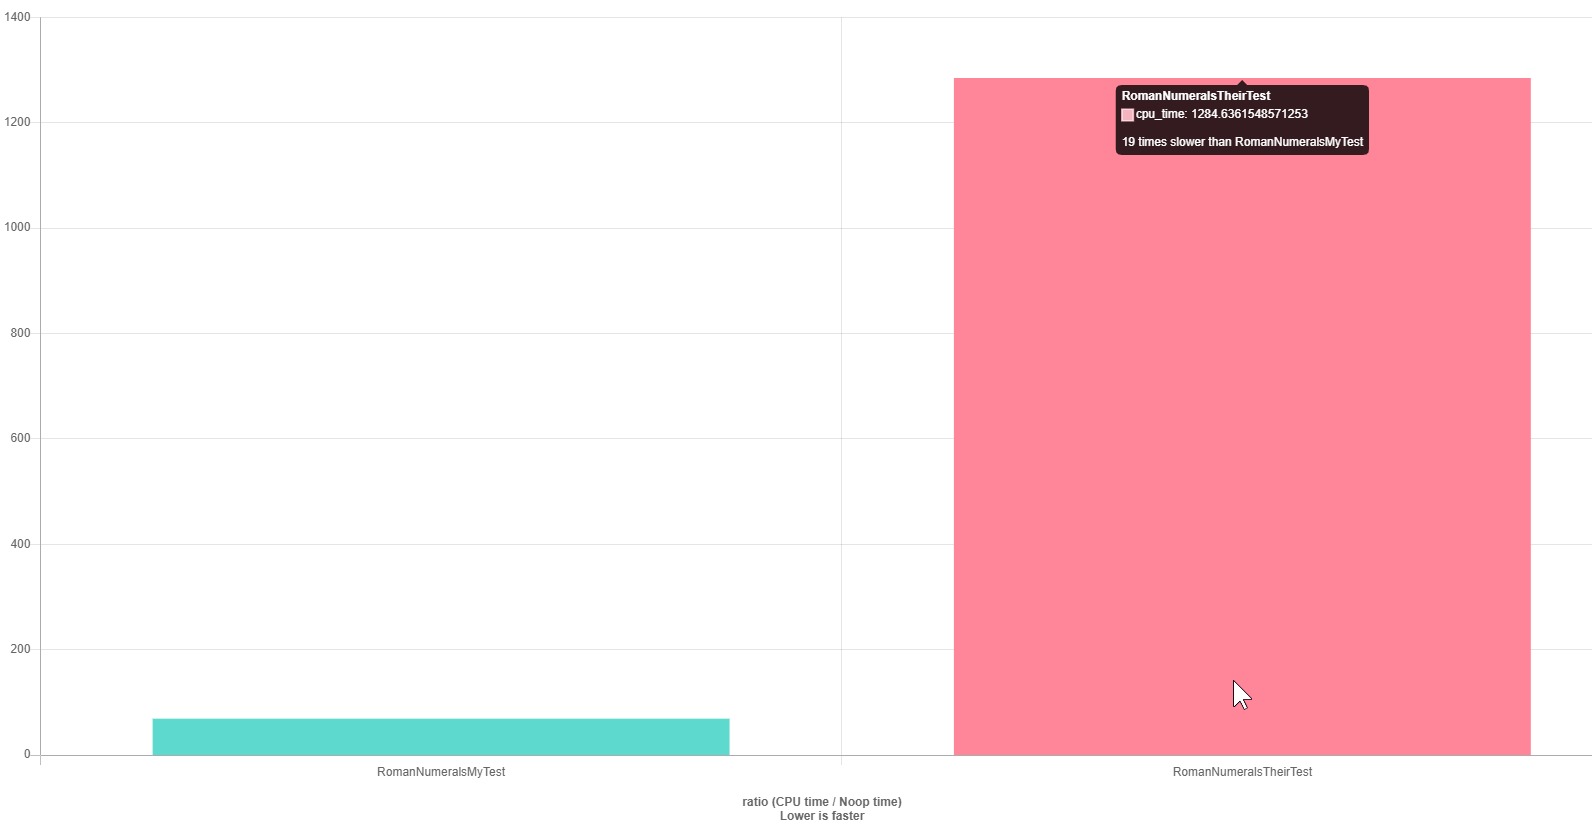 1400
1200
1000
800
600
400
200
0
RomanNumeralsTheirTest
cpu_time: 1284.6361548571253
19 times slower than RomanNumeralsMyTest
RomanNumeralsMyTest
RomanNumeralsTheirTest
ratio (CPU time / Noop time)
Lower is faster